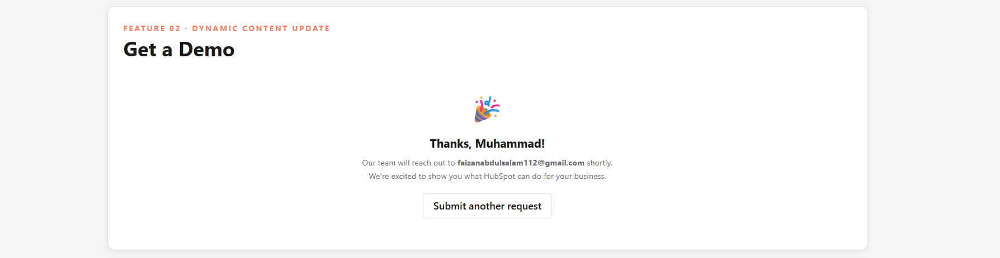 FEATURE 02 · DYNAMIC CONTENT UPDATE
Get a Demo
Thanks, Muhammad!
Our team will reach out to faizanabdulsalam112@gmail.com shortly.
We're excited to show you what HubSpot can do for your business.
Submit another request